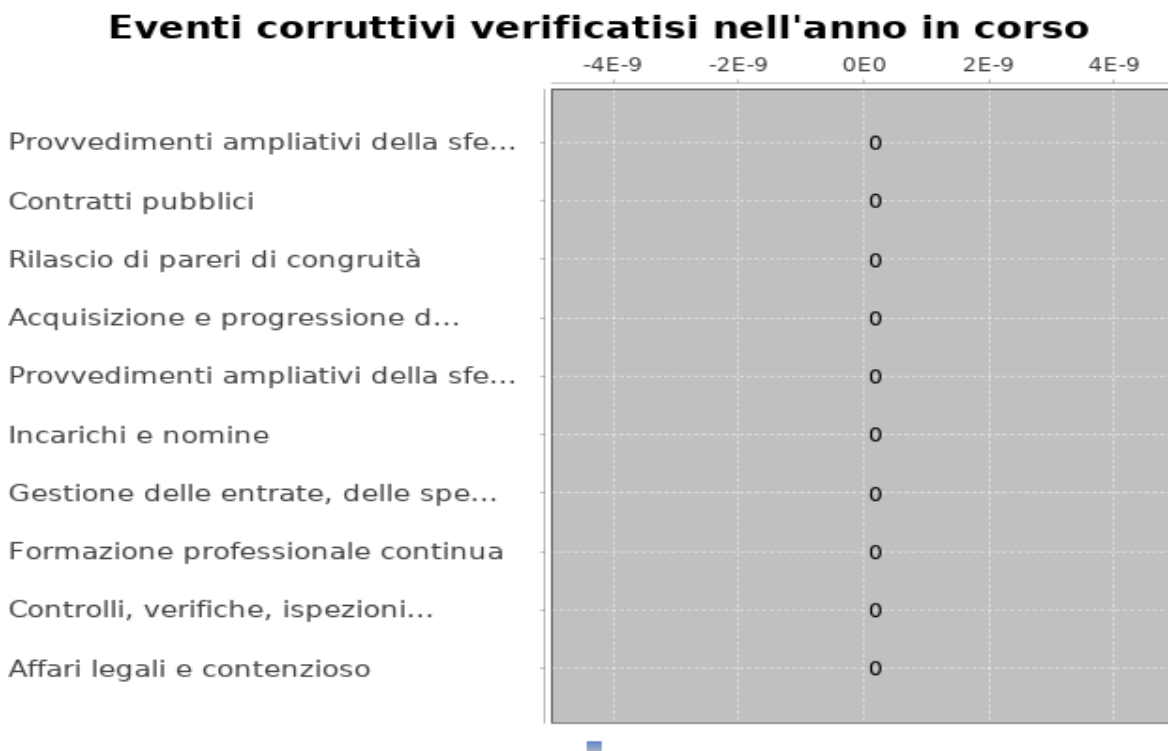 Eventi corruttivi verificatisi nell'anno in corso
-4E-9 -2E-9 0E0 2E-9 4E-9
Provvedimenti ampliativi della sfe... 0
Contratti pubblici 0
Rilascio di pareri di congruità 0
Acquisizione e progressione d... 0
Provvedimenti ampliativi della sfe... 0
Incarichi e nomine 0
Gestione delle entrate, delle spe... 0
Formazione professionale continua 0
Controlli, verifiche, ispezioni... 0
Affari legali e contenzioso 0